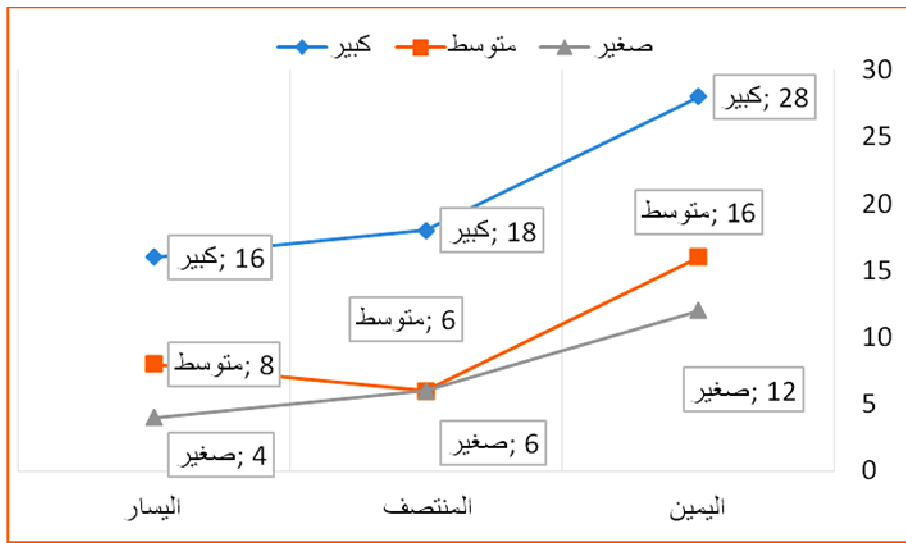 كبير متوسط صغير
30
25
20
15
10
5
0
كبير; 28
متوسط; 16
صغير; 12
كبير; 18
متوسط; 6
صغير; 6
كبير; 16
متوسط; 8
صغير; 4
اليمين المنتصف اليسار